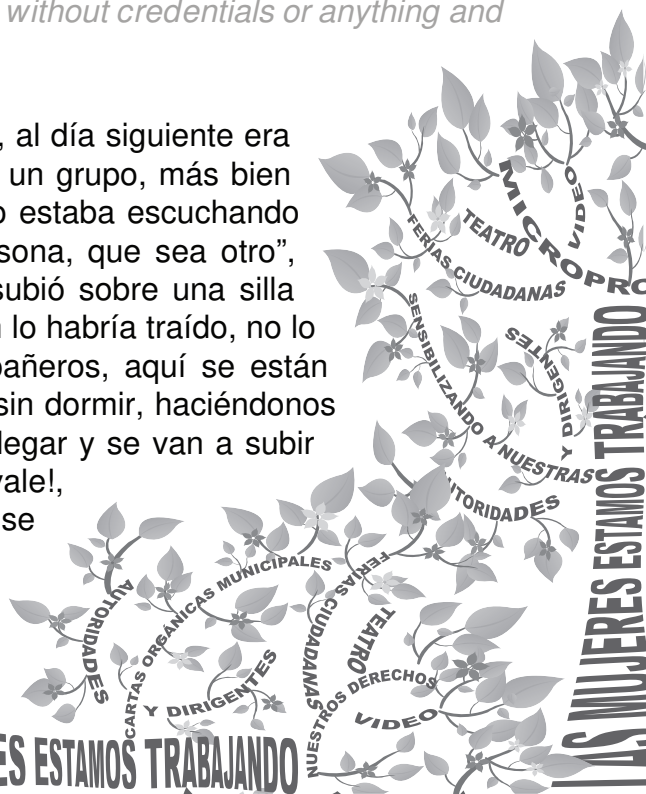 without credentials or anything and
, al día siguiente era
un grupo, más bien
o estaba escuchando
sona, que sea otro”,
subió sobre una silla
n lo habría traído, no lo
pañeros, aquí se están
sin dormir, haciéndonos
legar y se van a subir
vale!,
se
MICROPRO
VIDEO
TEATRO
FERIAS CIUDADANAS
SENSIBILIZANDO A NUESTRAS
Y DIRIGENTES
UTORIDADES
LAS MUJERES ESTAMOS TRABAJANDO
AUTORIDADES
CARTAS ORGÁNICAS MUNICIPALES
Y DIRIGENTES
FERIAS CIUDADANAS
TEATRO
NUESTROS DERECHOS
VIDEO
ES ESTAMOS TRABAJANDO